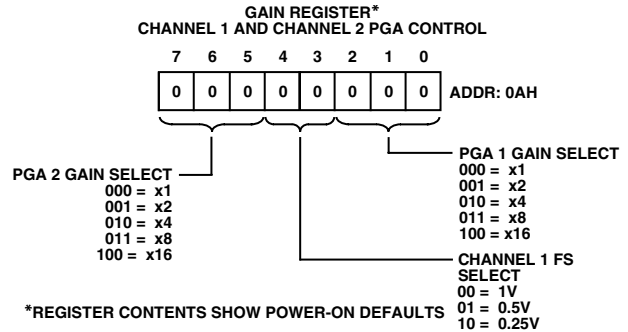 GAIN REGISTER*
CHANNEL 1 AND CHANNEL 2 PGA CONTROL
7 6 5 4 3 2 1 0
0 0 0 0 0 0 0 0 ADDR: 0AH
PGA 2 GAIN SELECT
000 = x1
001 = x2
010 = x4
011 = x8
100 = x16
PGA 1 GAIN SELECT
000 = x1
001 = x2
010 = x4
011 = x8
100 = x16
CHANNEL 1 FS
SELECT
00 = 1V
01 = 0.5V
10 = 0.25V
*REGISTER CONTENTS SHOW POWER-ON DEFAULTS